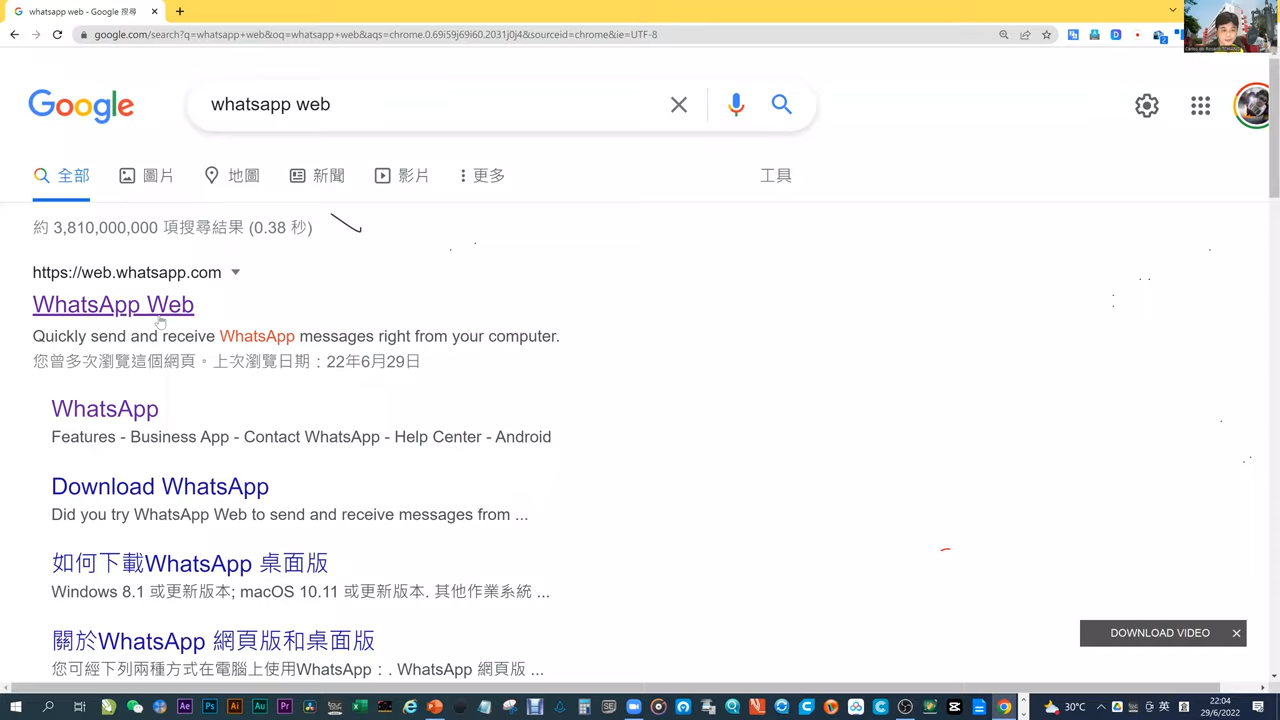 whatsapp web - Google 搜尋
google.com/search?q=whatsapp+web&oq=whatsapp+web&aqs=chrome.0.69i59j69i60.2031j0j4&sourceid=chrome&ie=UTF-8
Google
whatsapp web
全部 圖片 地圖 新聞 影片 更多 工具
約 3,810,000,000 項搜尋結果 (0.38 秒)
https://web.whatsapp.com
WhatsApp Web
Quickly send and receive WhatsApp messages right from your computer.
您曾多次瀏覽這個網頁。上次瀏覽日期：22年6月29日
WhatsApp
Features - Business App - Contact WhatsApp - Help Center - Android
Download WhatsApp
Did you try WhatsApp Web to send and receive messages from ...
如何下載WhatsApp 桌面版
Windows 8.1 或更新版本; macOS 10.11 或更新版本. 其他作業系統 ...
DOWNLOAD VIDEO
關於WhatsApp 網頁版和桌面版
您可經下列兩種方式在電腦上使用WhatsApp：. WhatsApp 網頁版 ...
30°C
英
22:04
29/6/2022